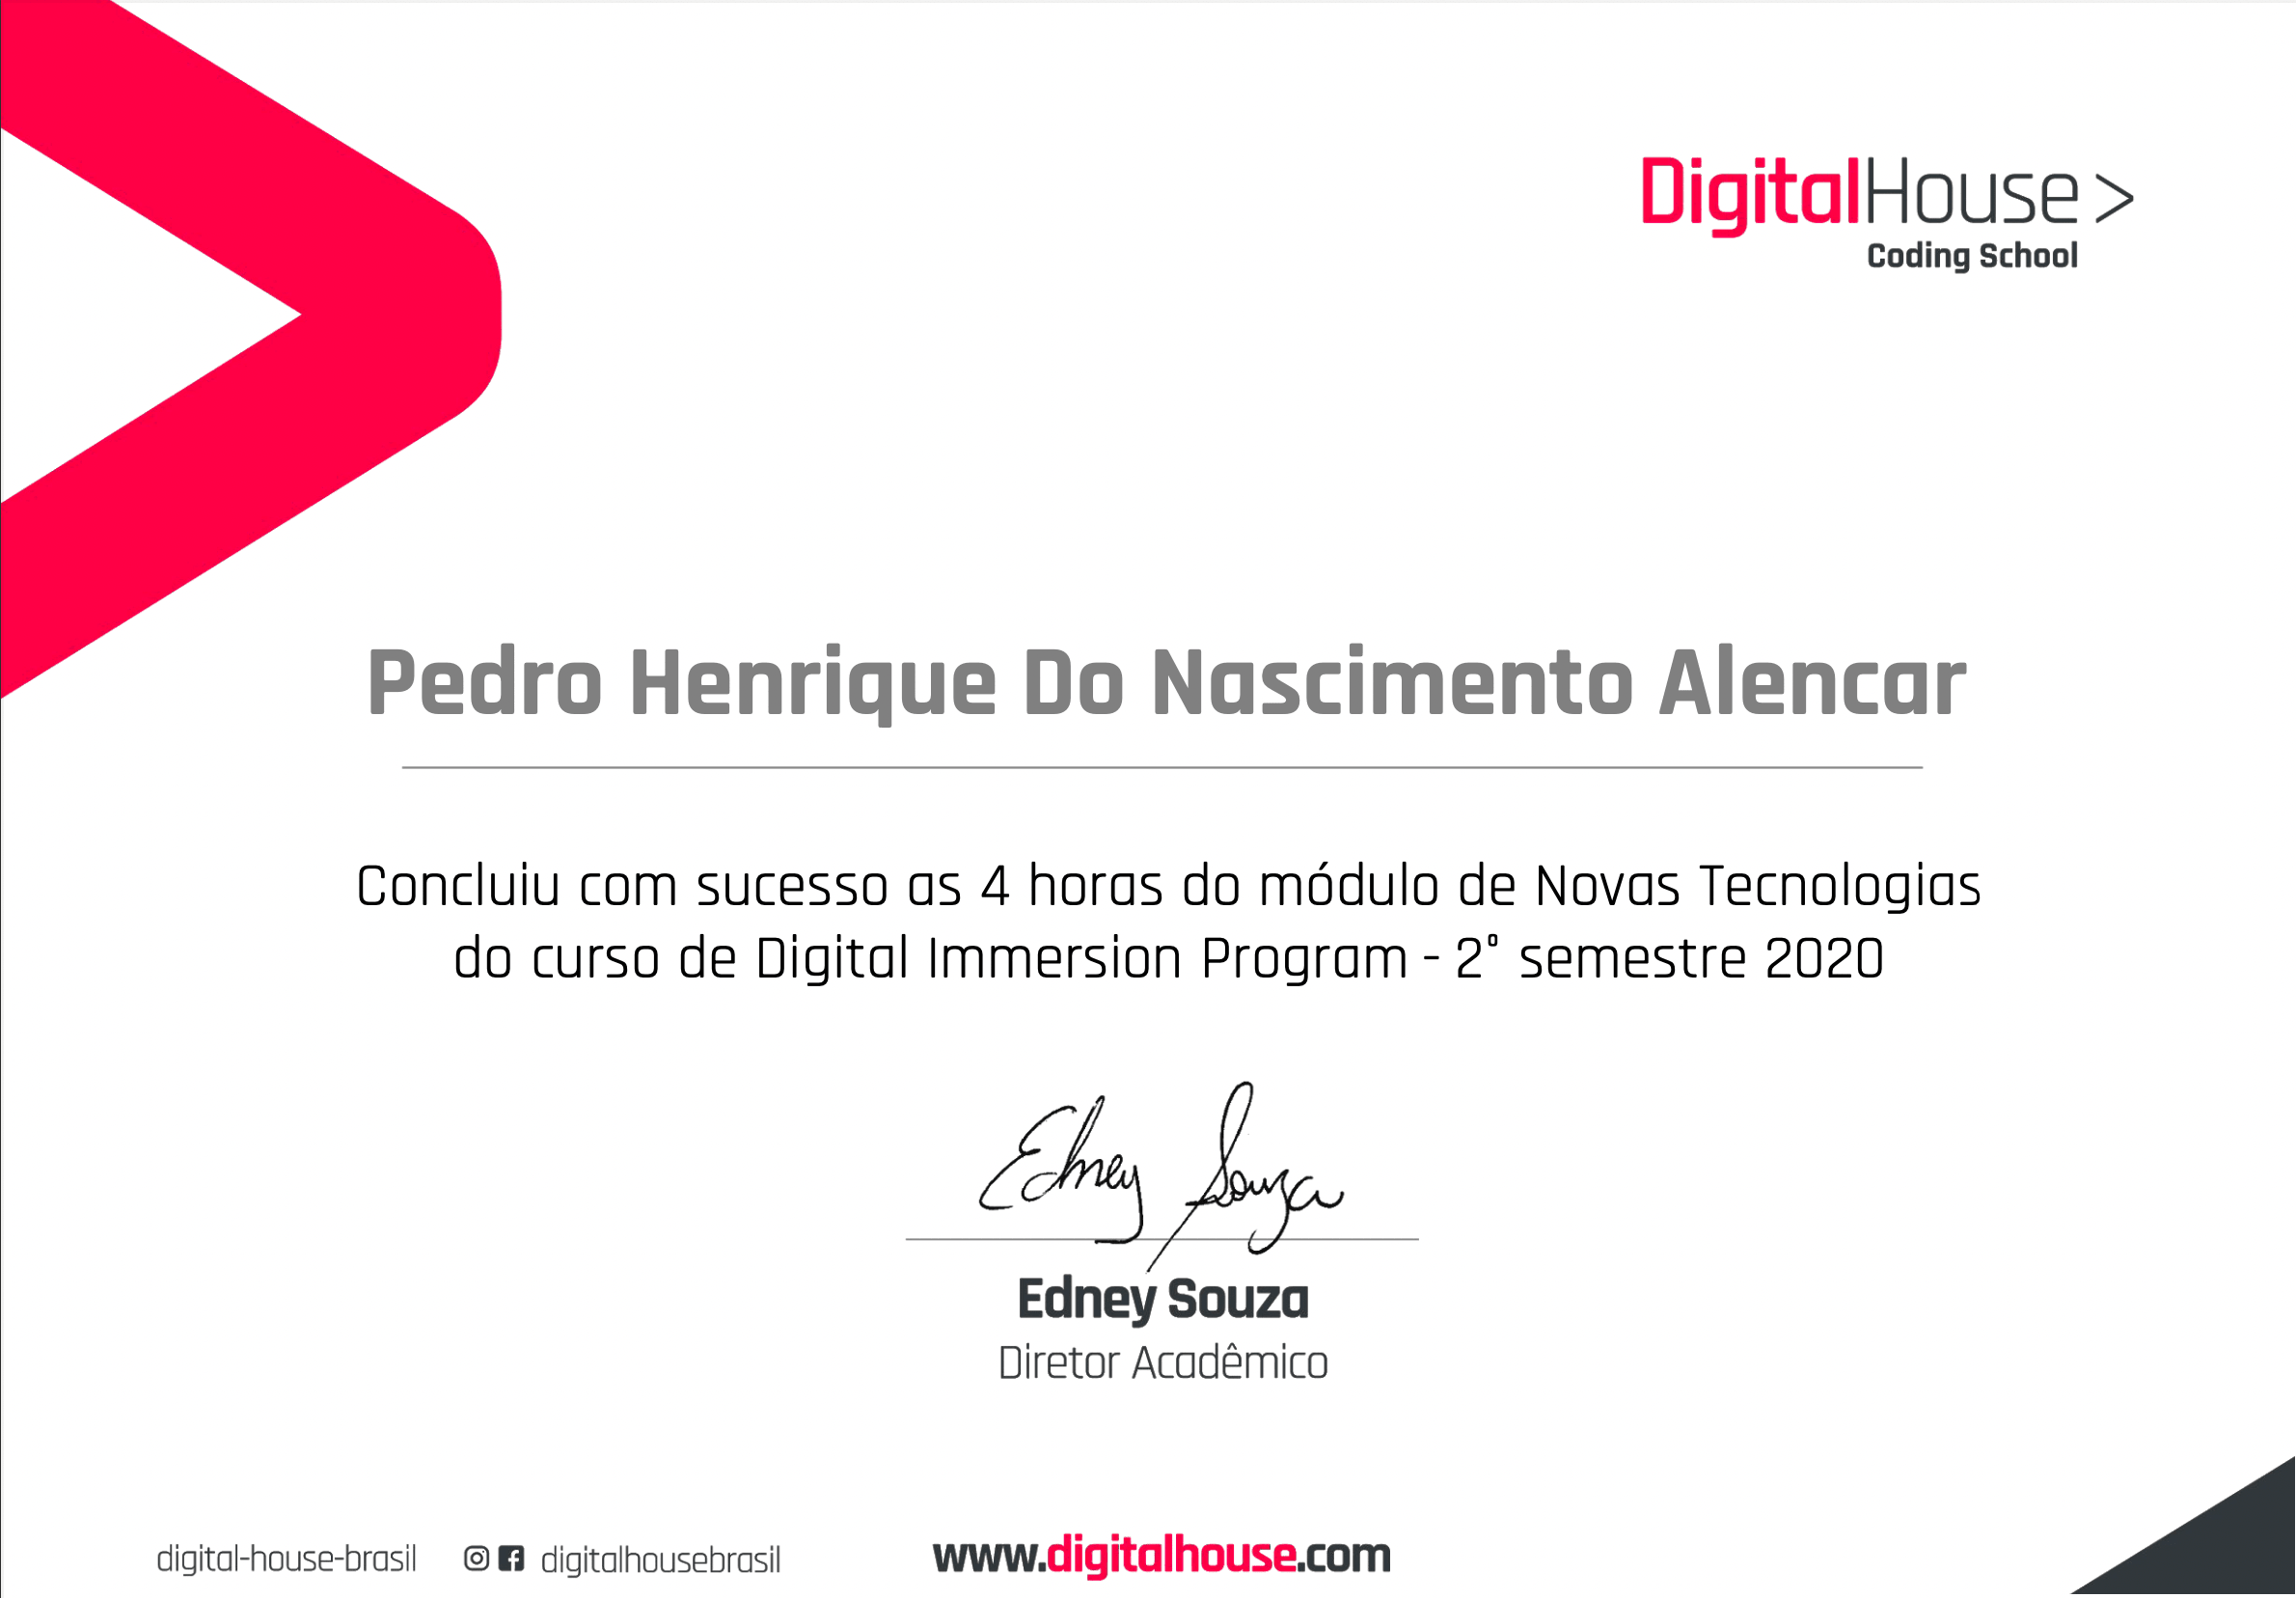 DigitalHouse >
Coding School
Pedro Henrique Do Nascimento Alencar
Concluiu com sucesso as 4 horas do módulo de Novas Tecnologias
do curso de Digital Immersion Program - 2º semestre 2020
Edney Souza
Edney Souza
Diretor Acadêmico
digital-house-brasil digitalhousebrasil www.digitalhouse.com